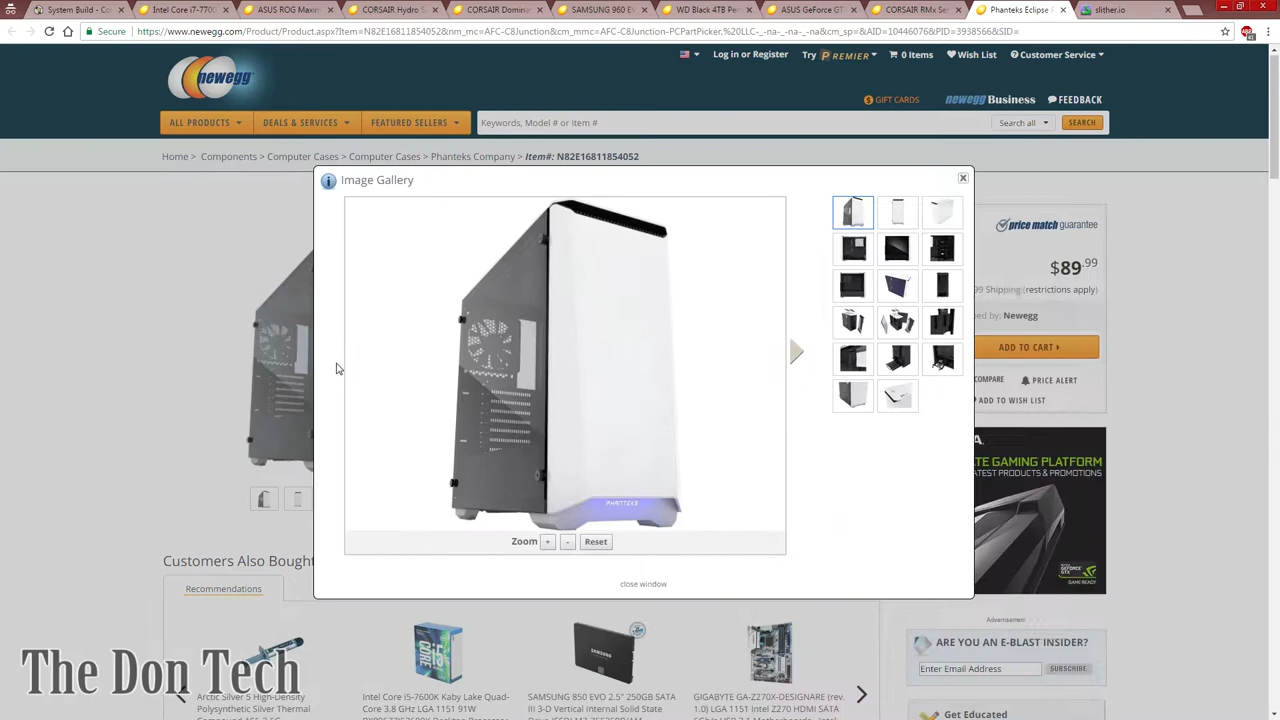 System Build - Co
Intel Core i7-7700
ASUS ROG Maxim
CORSAIR Hydro S
CORSAIR Domina
SAMSUNG 960 EV
WD Black 4TB Pe
ASUS GeForce GT
CORSAIR RMx Se
Phanteks Eclipse
slither.io
Secure
https://www.newegg.com/Product/Product.aspx?Item=N82E16811854052&nm_mc=AFC-C8Junction&cm_mmc=AFC-C8Junction-PCPartPicker,%20LLC-_-na-_-na-_-na&cm_sp=&AID=10446076&PID=3938566&SID=
newegg
Log in or Register
Try PREMIER
0 Items
Wish List
Customer Service
GIFT CARDS
newegg Business
FEEDBACK
ALL PRODUCTS
DEALS & SERVICES
FEATURED SELLERS
Keywords, Model # or Item #
Search all
SEARCH
Home > Components > Computer Cases > Computer Cases > Phanteks Company > Item#: N82E16811854052
Image Gallery
price match guarantee
$89.99
99 Shipping (restrictions apply)
ed by: Newegg
ADD TO CART
COMPARE
PRICE ALERT
ADD TO WISH LIST
PHANTEKS
Zoom + - Reset
close window
ATE GAMING PLATFORM
LATEST PRODUCTS & PROMOTIONS
GEFORCE
GTX
GAME READY
Customers Also Bought
Recommendations
Advertisement
ARE YOU AN E-BLAST INSIDER?
Enter Email Address
SUBSCRIBE
Get Educated
Arctic Silver 5 High-Density
Polysynthetic Silver Thermal
Intel Core i5-7600K Kaby Lake Quad-
Core 3.8 GHz LGA 1151 91W
SAMSUNG 850 EVO 2.5" 250GB SATA
III 3-D Vertical Internal Solid State
GIGABYTE GA-Z270X-DESIGNARE (rev.
1.0) LGA 1151 Intel Z270 HDMI SATA
The Don Tech